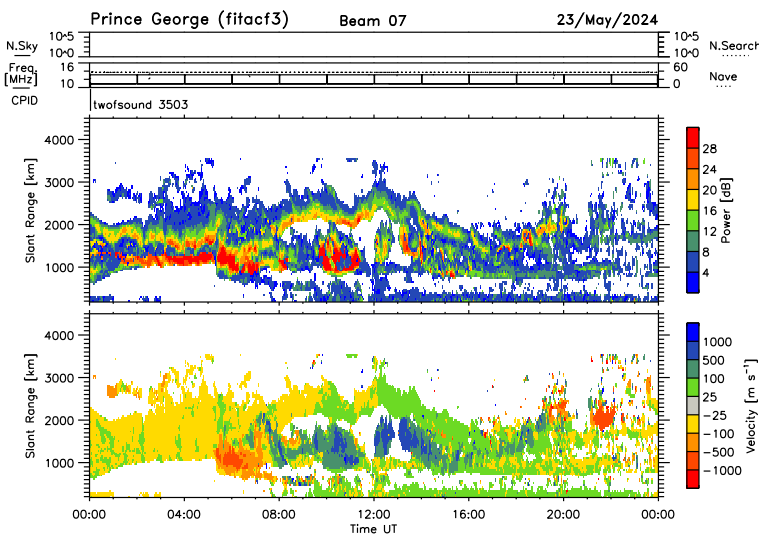 Prince George (fitacf3) Beam 07 23/May/2024
N.Sky 10^5 10^5 N.Search
10^0 10^0
Freq 16 60 Nave
[MHz] 10 0
CPID twofsound 3503
Slant Range [km]
4000
3000
2000
1000
28
24
20
16
12
8
4
Power [dB]
Slant Range [km]
4000
3000
2000
1000
1000
500
100
25
-25
-100
-500
-1000
Velocity [m s⁻¹]
00:00 04:00 08:00 12:00 16:00 20:00 00:00
Time UT